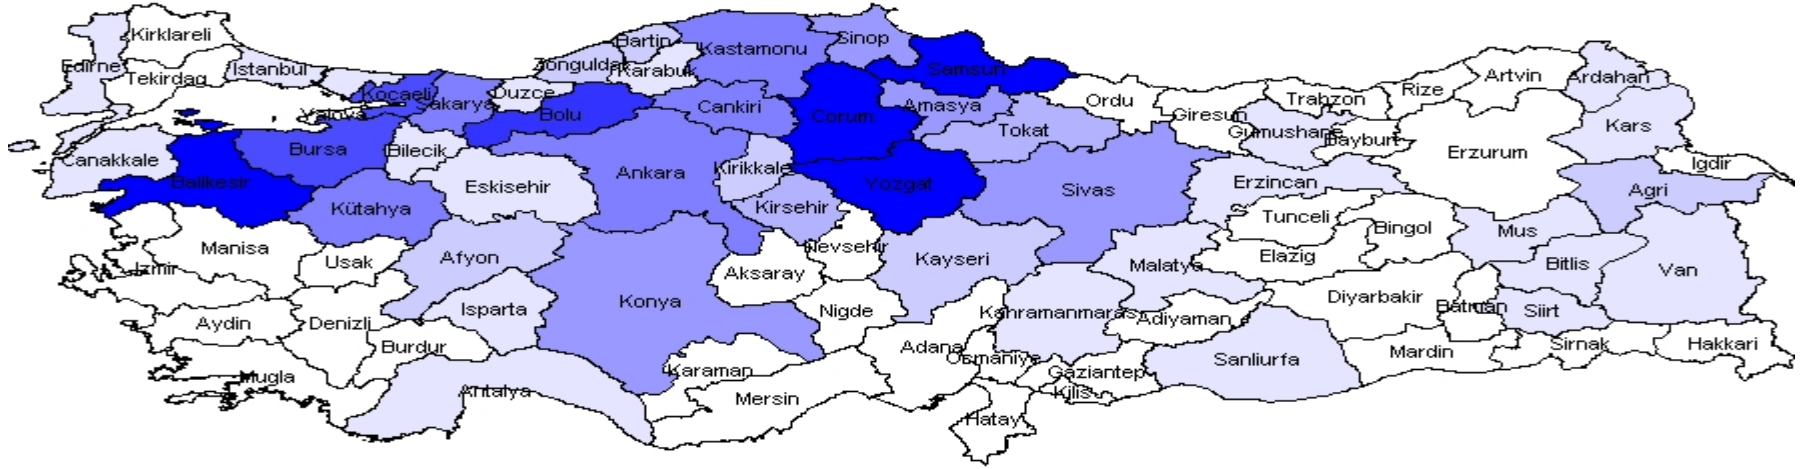 Kirklareli
Edirne
Tekirdag
Istanbul
Kocaeli
Yalova
Sakarya
Duzce
Bolu
Zongulda
Bartin
Karabuk
Kastamonu
Sinop
Samsun
Cankiri
Corum
Amasya
Tokat
Ordu
Giresun
Trabzon
Rize
Artvin
Ardahan
Kars
Gumushane
Bayburt
Erzurum
Igdir
Canakkale
Balikesir
Bursa
Bilecik
Eskisehir
Kütahya
Ankara
Kirikkale
Kirsehir
Yozgat
Sivas
Erzincan
Tunceli
Bingol
Mus
Agri
Manisa
Izmir
Usak
Afyon
Konya
Aksaray
Nevsehir
Kayseri
Malatya
Elazig
Bitlis
Van
Aydin
Denizli
Isparta
Burdur
Nigde
Kahramanmaras
Adiyaman
Diyarbakir
Batman
Siirt
Mugla
Antalya
Karaman
Mersin
Adana
Osmaniye
Gaziantep
Kilis
Hatay
Sanliurfa
Mardin
Sirnak
Hakkari